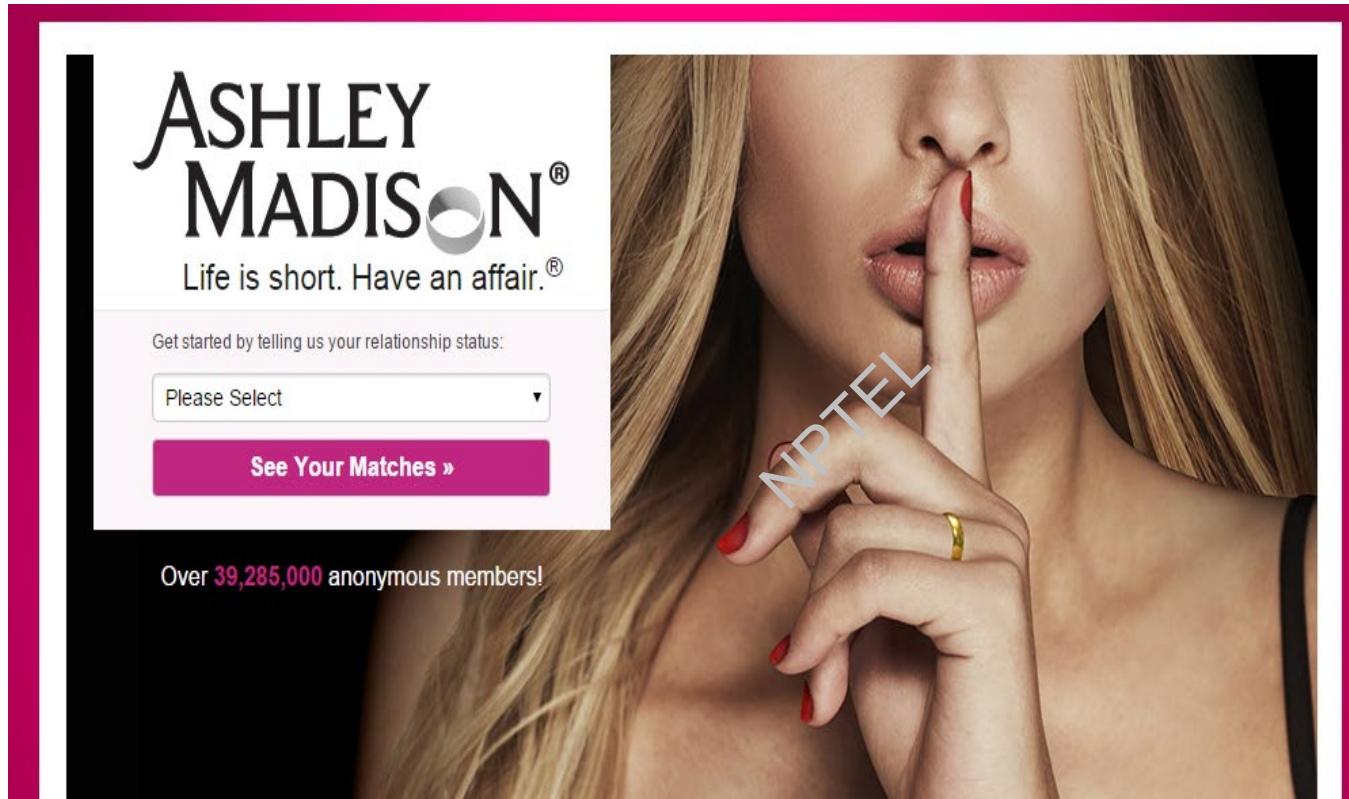 ASHLEY
MADISON®
Life is short. Have an affair.®
Get started by telling us your relationship status:
Please Select
See Your Matches »
NPTEL
Over 39,285,000 anonymous members!